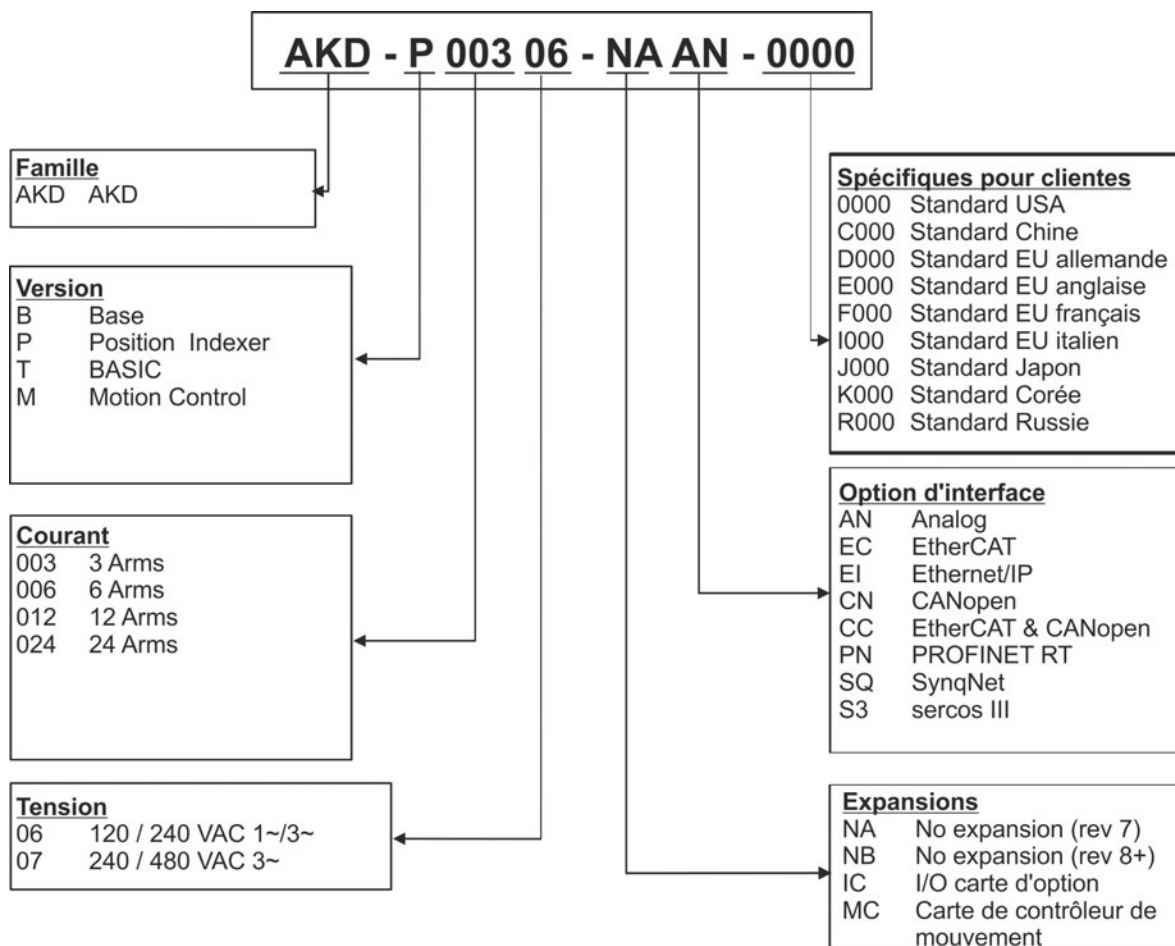 AKD - P 003 06 - NA AN - 0000
Famille
AKD AKD
Version
B Base
P Position Indexer
T BASIC
M Motion Control
Courant
003 3 Arms
006 6 Arms
012 12 Arms
024 24 Arms
Tension
06 120 / 240 VAC 1~/3~
07 240 / 480 VAC 3~
Spécifiques pour clientes
0000 Standard USA
C000 Standard Chine
D000 Standard EU allemande
E000 Standard EU anglaise
F000 Standard EU français
I000 Standard EU italien
J000 Standard Japon
K000 Standard Corée
R000 Standard Russie
Option d'interface
AN Analog
EC EtherCAT
EI Ethernet/IP
CN CANopen
CC EtherCAT & CANopen
PN PROFINET RT
SQ SynqNet
S3 sercos III
Expansions
NA No expansion (rev 7)
NB No expansion (rev 8+)
IC I/O carte d'option
MC Carte de contrôleur de
mouvement